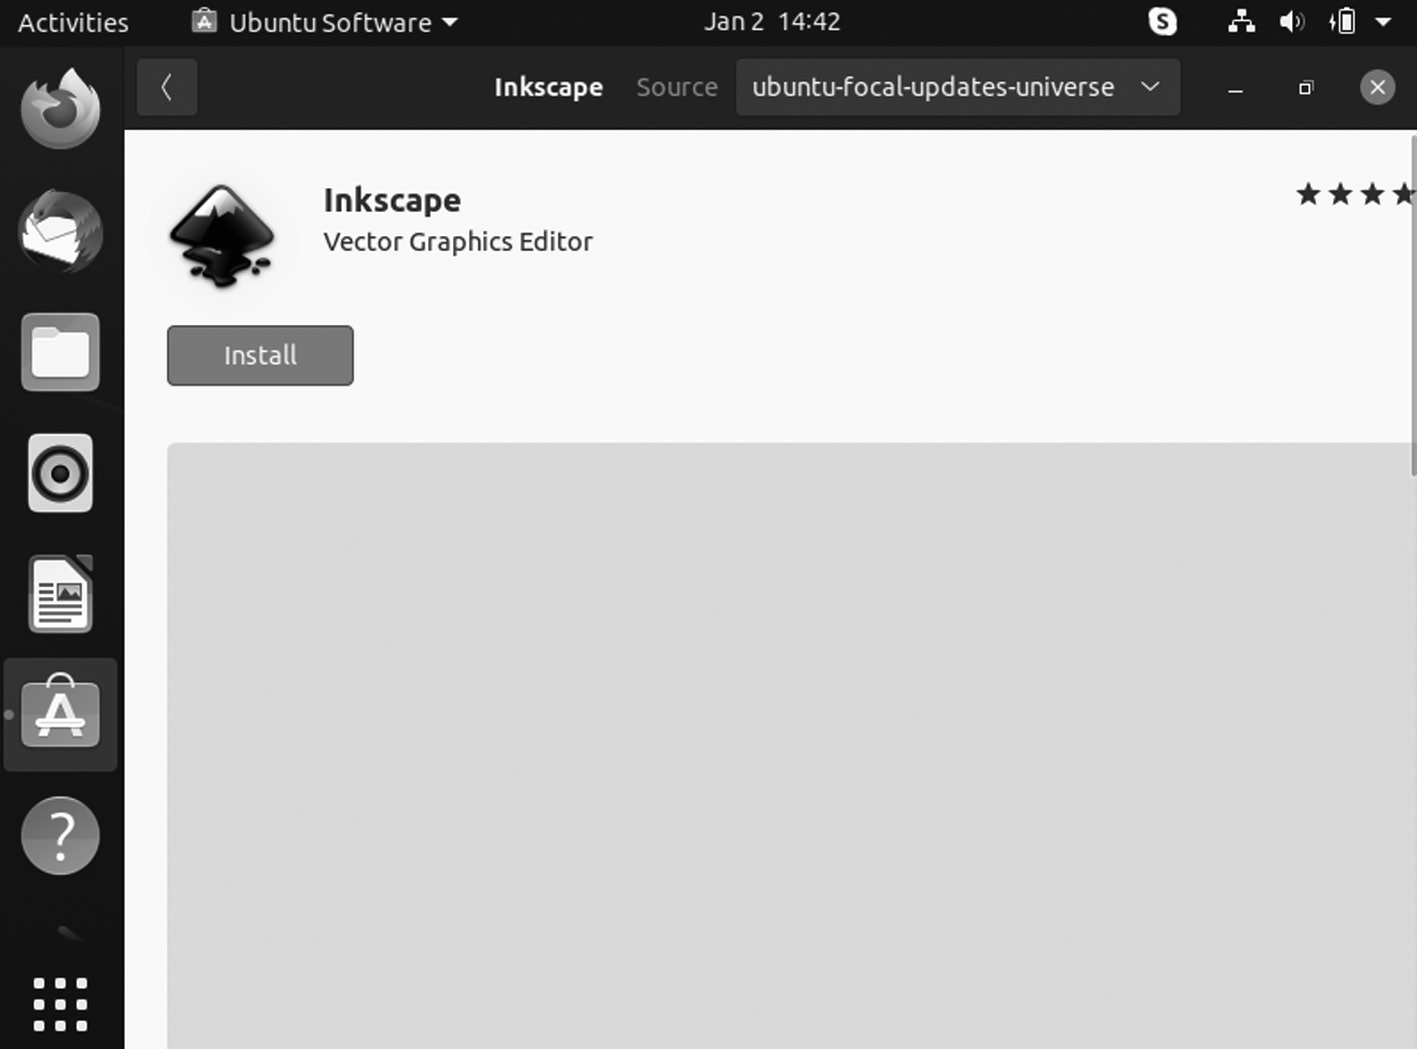 Activities Ubuntu Software Jan 2 14:42
Inkscape Source ubuntu-focal-updates-universe
Inkscape
Vector Graphics Editor
Install